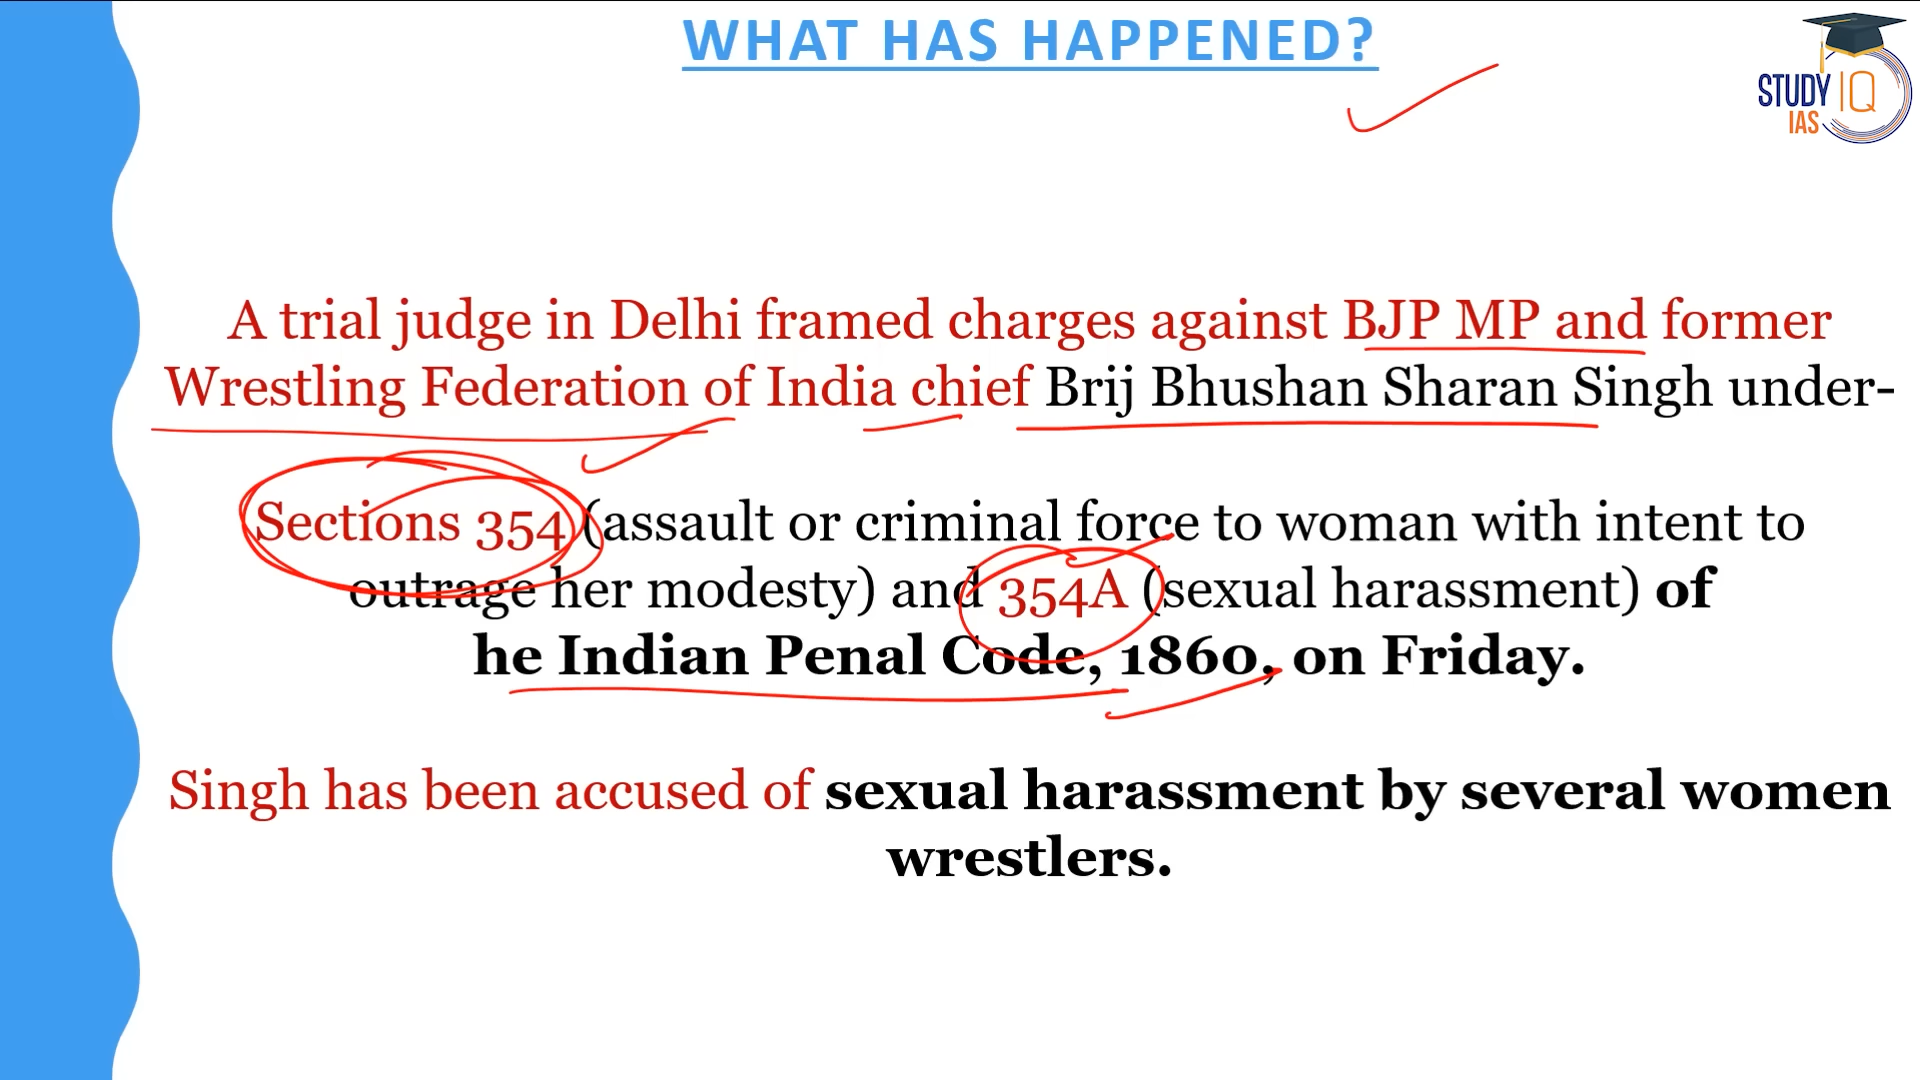 WHAT HAS HAPPENED?
STUDY IQ
IAS
A trial judge in Delhi framed charges against BJP MP and former
Wrestling Federation of India chief Brij Bhushan Sharan Singh under-
Sections 354 (assault or criminal force to woman with intent to
outrage her modesty) and 354A (sexual harassment) of
he Indian Penal Code, 1860, on Friday.
Singh has been accused of sexual harassment by several women
wrestlers.